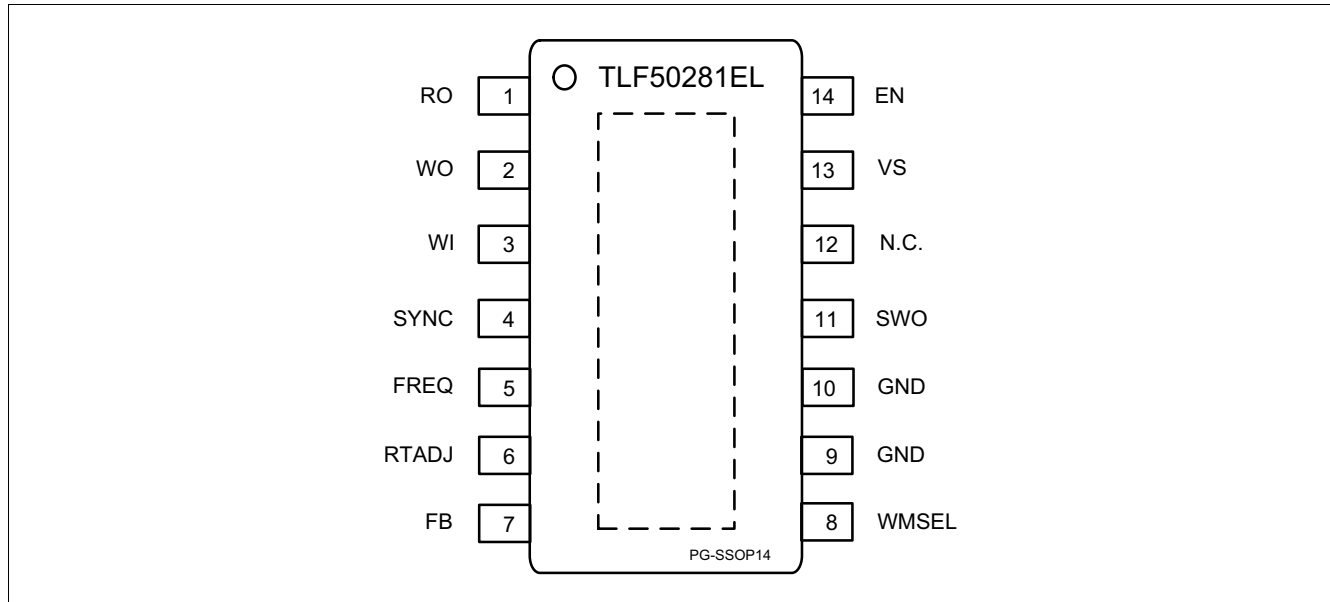 TLF50281EL
RO 1 14 EN
WO 2 13 VS
WI 3 12 N.C.
SYNC 4 11 SWO
FREQ 5 10 GND
RTADJ 6 9 GND
FB 7 8 WMSEL
PG-SSOP14